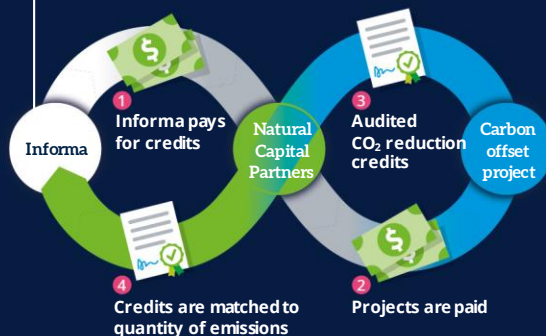 1
Informa pays
for credits
3
Audited
CO₂ reduction
credits
Informa
Natural
Capital
Partners
Carbon
offset
project
4
Credits are matched to
quantity of emissions
2
Projects are paid